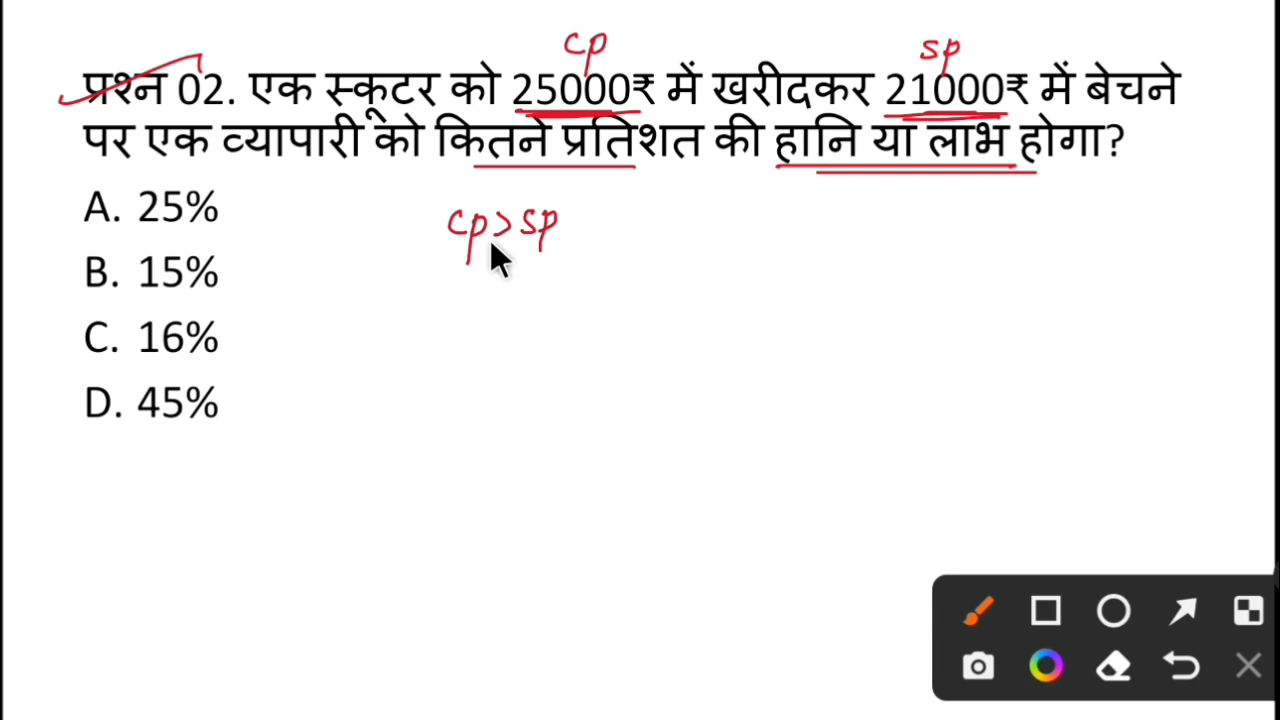 cp sp
प्रश्न 02. एक स्कूटर को 25000₹ में खरीदकर 21000₹ में बेचने
पर एक व्यापारी को कितने प्रतिशत की हानि या लाभ होगा?
A. 25%
cp>sp
B. 15%
C. 16%
D. 45%